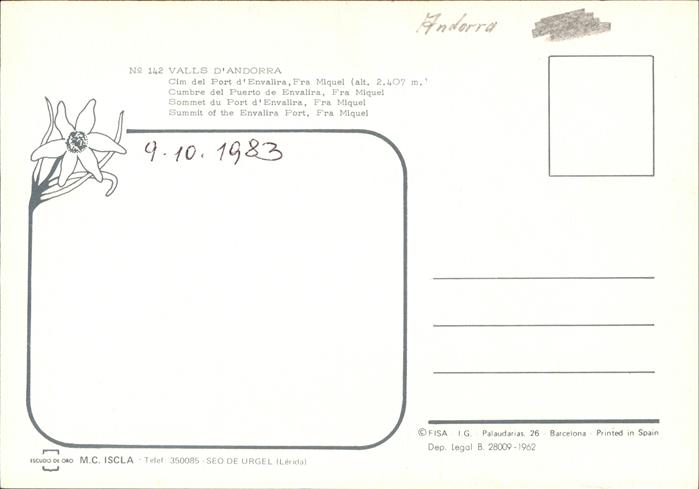 Andorra
Nº 142 VALLS D'ANDORRA
Cim del Port d'Envalira, Fra Miquel (alt. 2.407 m.)
Cumbre del Puerto de Envalira, Fra Miquel
Sommet du Port d'Envalira, Fra Miquel
Summit of the Envalira Port, Fra Miquel
9.10.1983
© FISA - I.G. Palaudarias, 26 - Barcelona - Printed in Spain
Dep. Legal B. 28009-1962
ESCUDO DE ORO M.C. ISCLA - Telef. 350085 - SEO DE URGEL (Lérida)